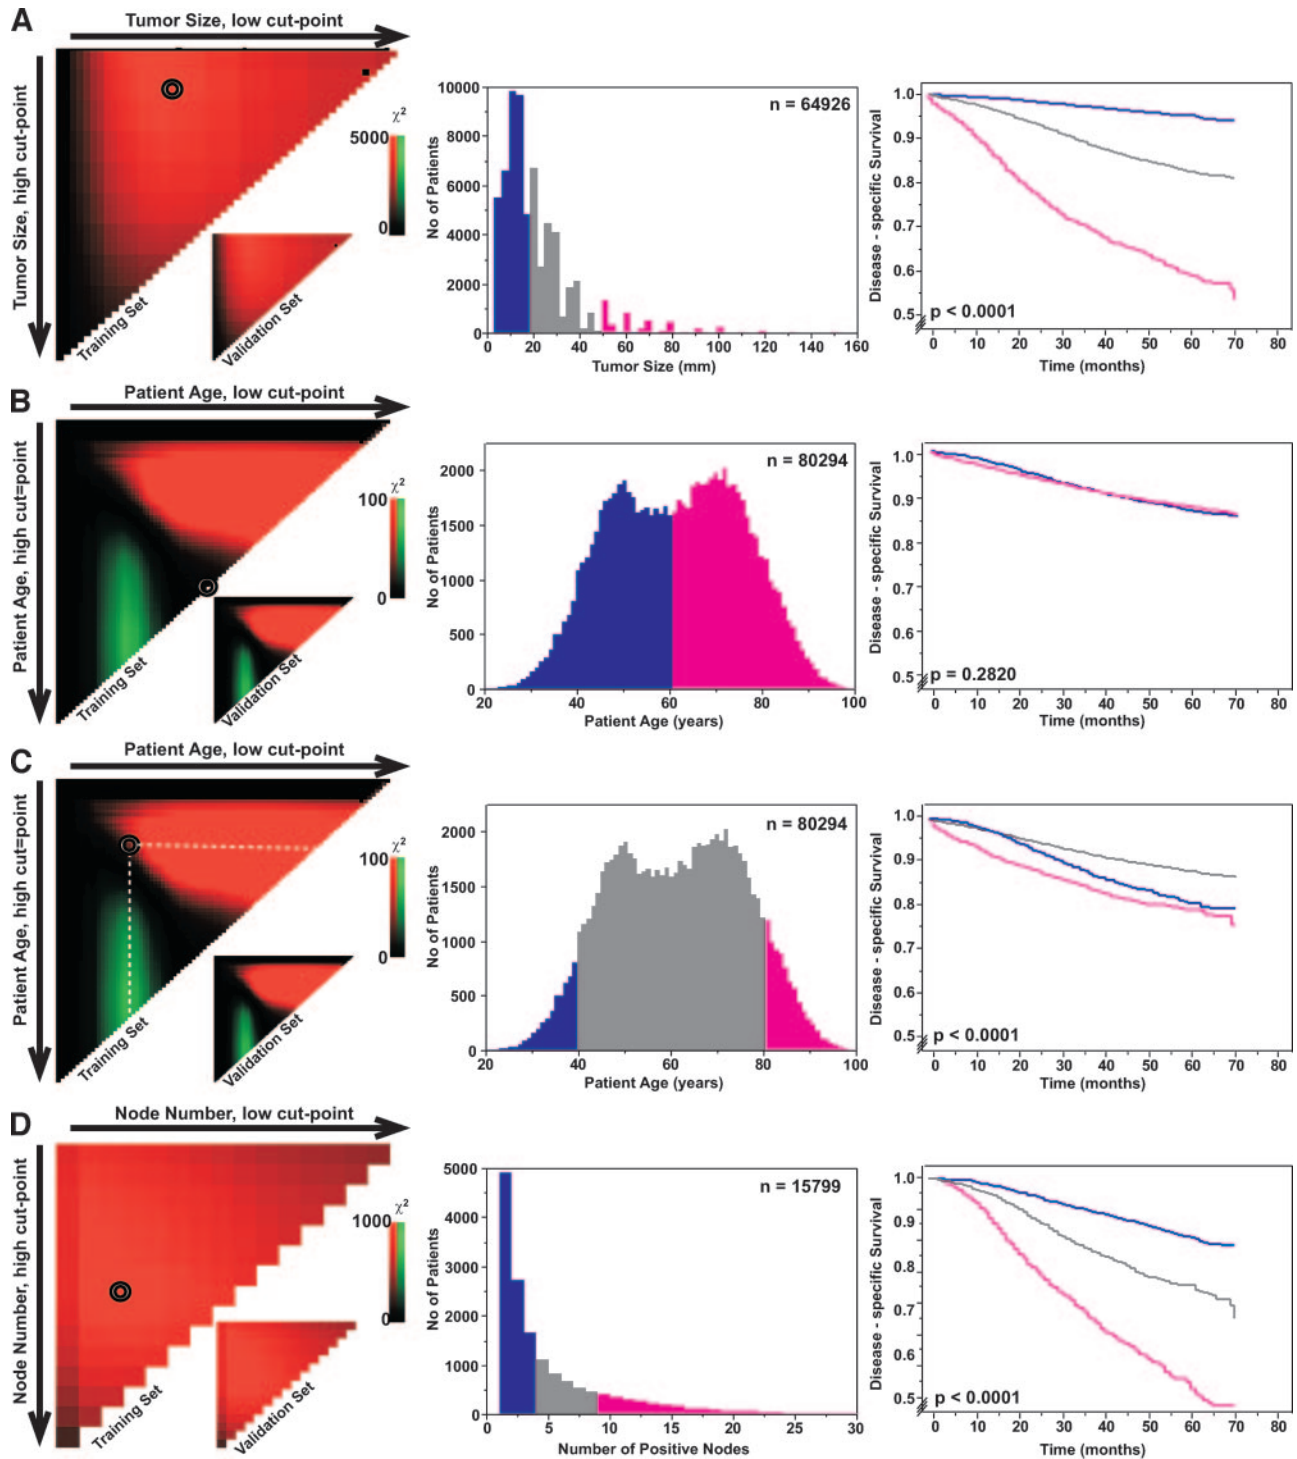 A
Tumor Size, low cut-point
Tumor Size, high cut-point
χ²
5000
0
Training Set
Validation Set
No of Patients
10000
8000
6000
4000
2000
0
n = 64926
0 20 40 60 80 100 120 140 160
Tumor Size (mm)
Disease - specific Survival
1.0
0.9
0.8
0.7
0.6
0.5
p < 0.0001
0 10 20 30 40 50 60 70 80
Time (months)
B
Patient Age, low cut-point
Patient Age, high cut=point
χ²
100
0
Training Set
Validation Set
No of Patients
2000
1500
1000
500
0
n = 80294
20 40 60 80 100
Patient Age (years)
Disease - specific Survival
1.0
0.9
0.8
0.7
0.6
0.5
p = 0.2820
0 10 20 30 40 50 60 70 80
Time (months)
C
Patient Age, low cut-point
Patient Age, high cut=point
χ²
100
0
Training Set
Validation Set
No of Patients
2000
1500
1000
500
0
n = 80294
20 40 60 80 100
Patient Age (years)
Disease - specific Survival
1.0
0.9
0.8
0.7
0.6
0.5
p < 0.0001
0 10 20 30 40 50 60 70 80
Time (months)
D
Node Number, low cut-point
Node Number, high cut-point
χ²
1000
0
Training Set
Validation Set
No of Patients
5000
4000
3000
2000
1000
0
n = 15799
0 5 10 15 20 25 30
Number of Positive Nodes
Disease - specific Survival
1.0
0.9
0.8
0.7
0.6
0.5
p < 0.0001
0 10 20 30 40 50 60 70 80
Time (months)